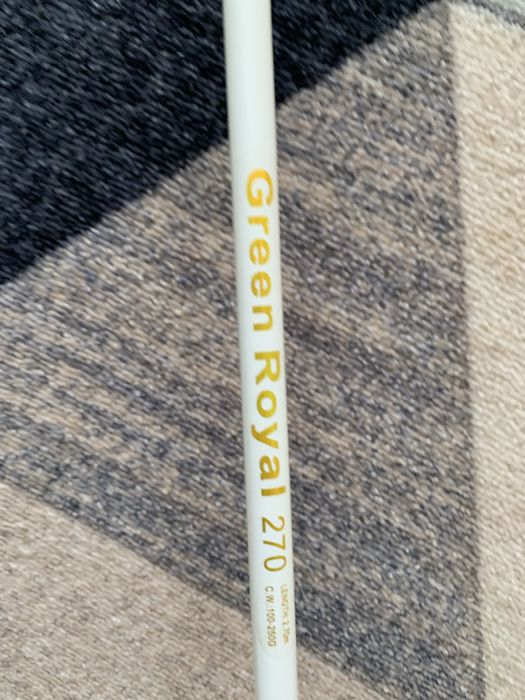 Green Royal 270
LENGTH: 2.70m
C.W.:100-250G